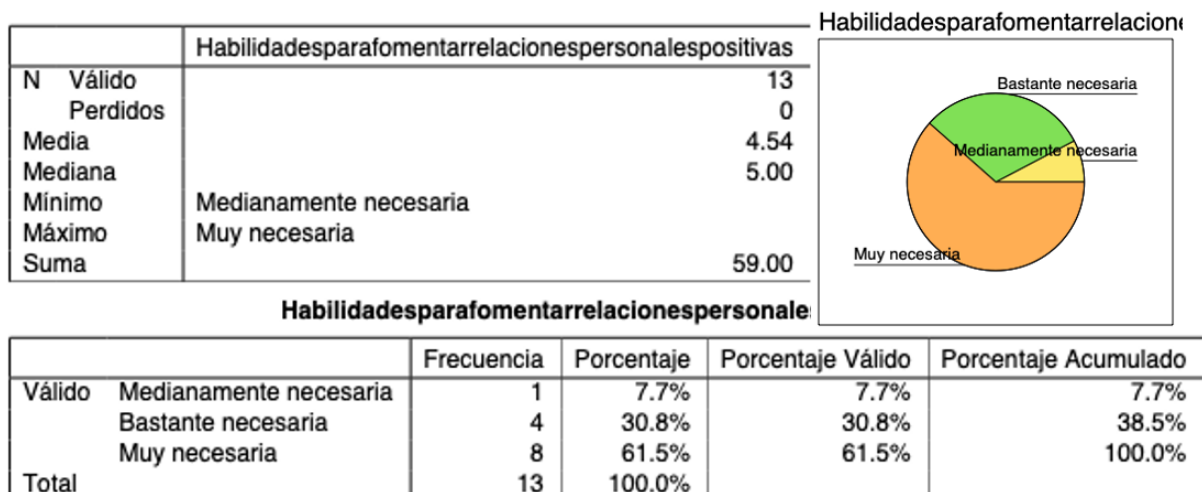 Habilidadesparafomentarrelacionespersonalespositivas
N Válido 13
Perdidos 0
Media 4.54
Mediana 5.00
Mínimo Medianamente necesaria
Máximo Muy necesaria
Suma 59.00
Habilidadesparafomentarrelacione
Bastante necesaria
Medianamente necesaria
Muy necesaria
Habilidadesparafomentarrelacionespersonale
Frecuencia Porcentaje Porcentaje Válido Porcentaje Acumulado
Válido Medianamente necesaria 1 7.7% 7.7% 7.7%
Bastante necesaria 4 30.8% 30.8% 38.5%
Muy necesaria 8 61.5% 61.5% 100.0%
Total 13 100.0%